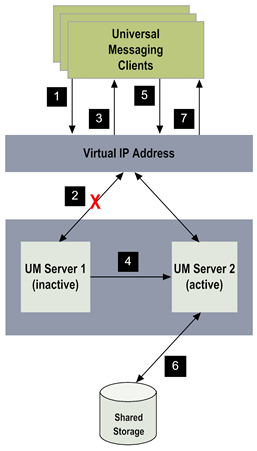 Universal
Messaging
Clients
1
3
5
7
Virtual IP Address
2
X
UM Server 1
(inactive)
4
UM Server 2
(active)
6
Shared
Storage